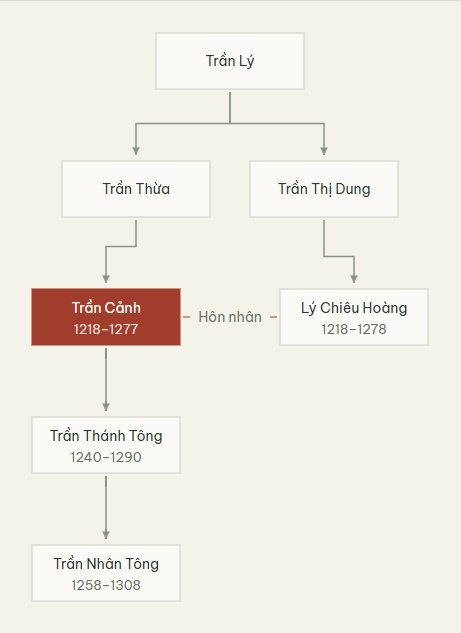 Trần Lý
Trần Thừa
Trần Thị Dung
Trần Cảnh
1218–1277
Hôn nhân
Lý Chiêu Hoàng
1218–1278
Trần Thánh Tông
1240–1290
Trần Nhân Tông
1258–1308